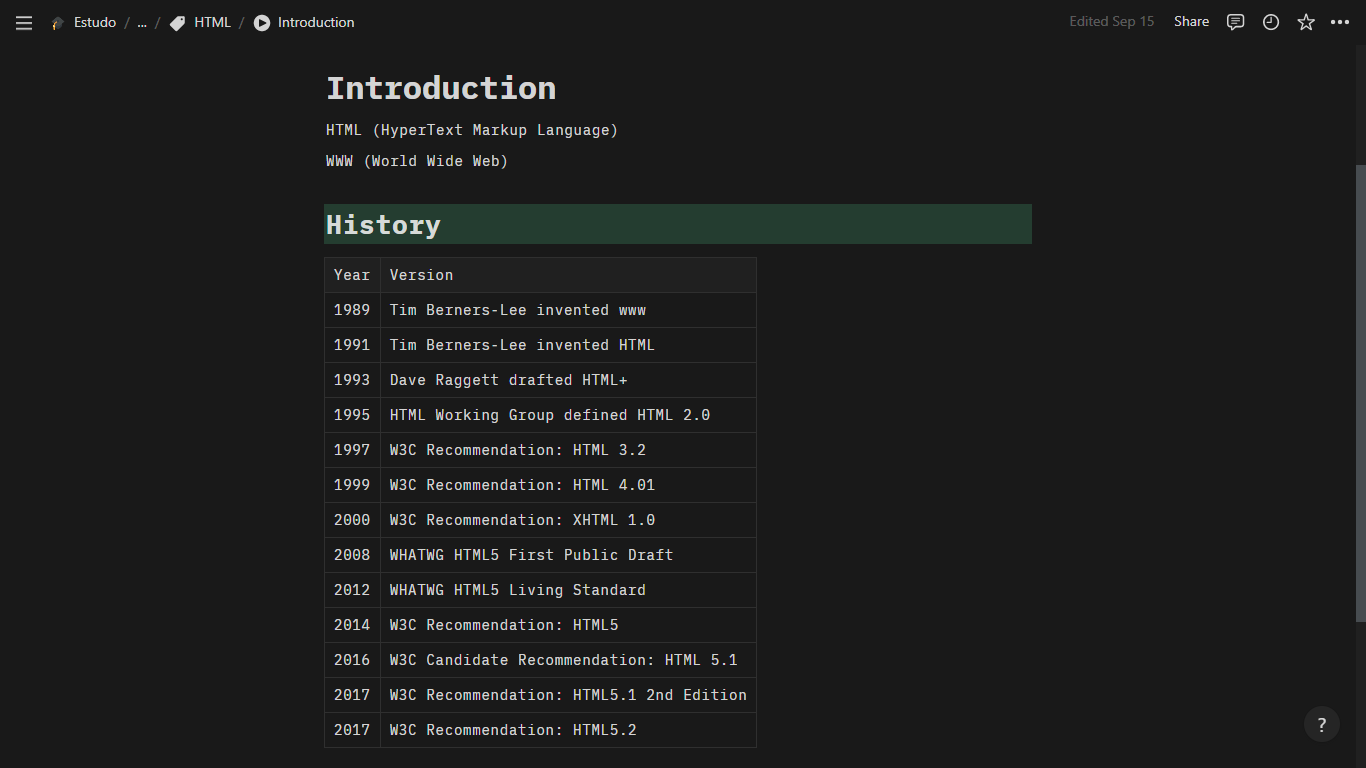 Estudo / ... / HTML / Introduction
Edited Sep 15 Share
Introduction
HTML (HyperText Markup Language)
WWW (World Wide Web)
History
Year Version
1989 Tim Berners-Lee invented www
1991 Tim Berners-Lee invented HTML
1993 Dave Raggett drafted HTML+
1995 HTML Working Group defined HTML 2.0
1997 W3C Recommendation: HTML 3.2
1999 W3C Recommendation: HTML 4.01
2000 W3C Recommendation: XHTML 1.0
2008 WHATWG HTML5 First Public Draft
2012 WHATWG HTML5 Living Standard
2014 W3C Recommendation: HTML5
2016 W3C Candidate Recommendation: HTML 5.1
2017 W3C Recommendation: HTML5.1 2nd Edition
2017 W3C Recommendation: HTML5.2
?